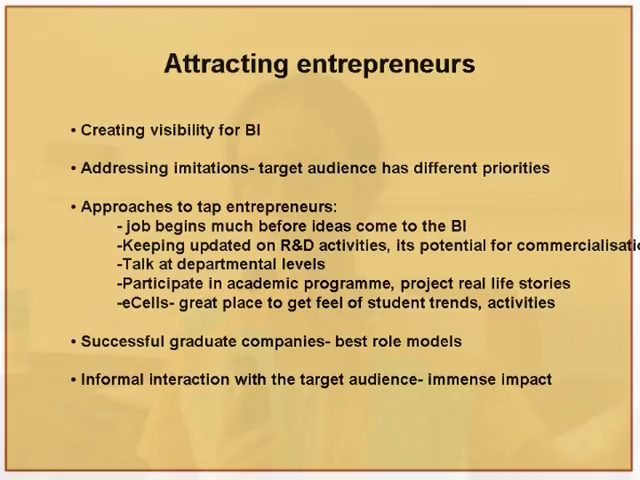 Attracting entrepreneurs
• Creating visibility for BI
• Addressing imitations- target audience has different priorities
• Approaches to tap entrepreneurs:
- job begins much before ideas come to the BI
-Keeping updated on R&D activities, its potential for commercialisatio
-Talk at departmental levels
-Participate in academic programme, project real life stories
-eCells- great place to get feel of student trends, activities
• Successful graduate companies- best role models
• Informal interaction with the target audience- immense impact